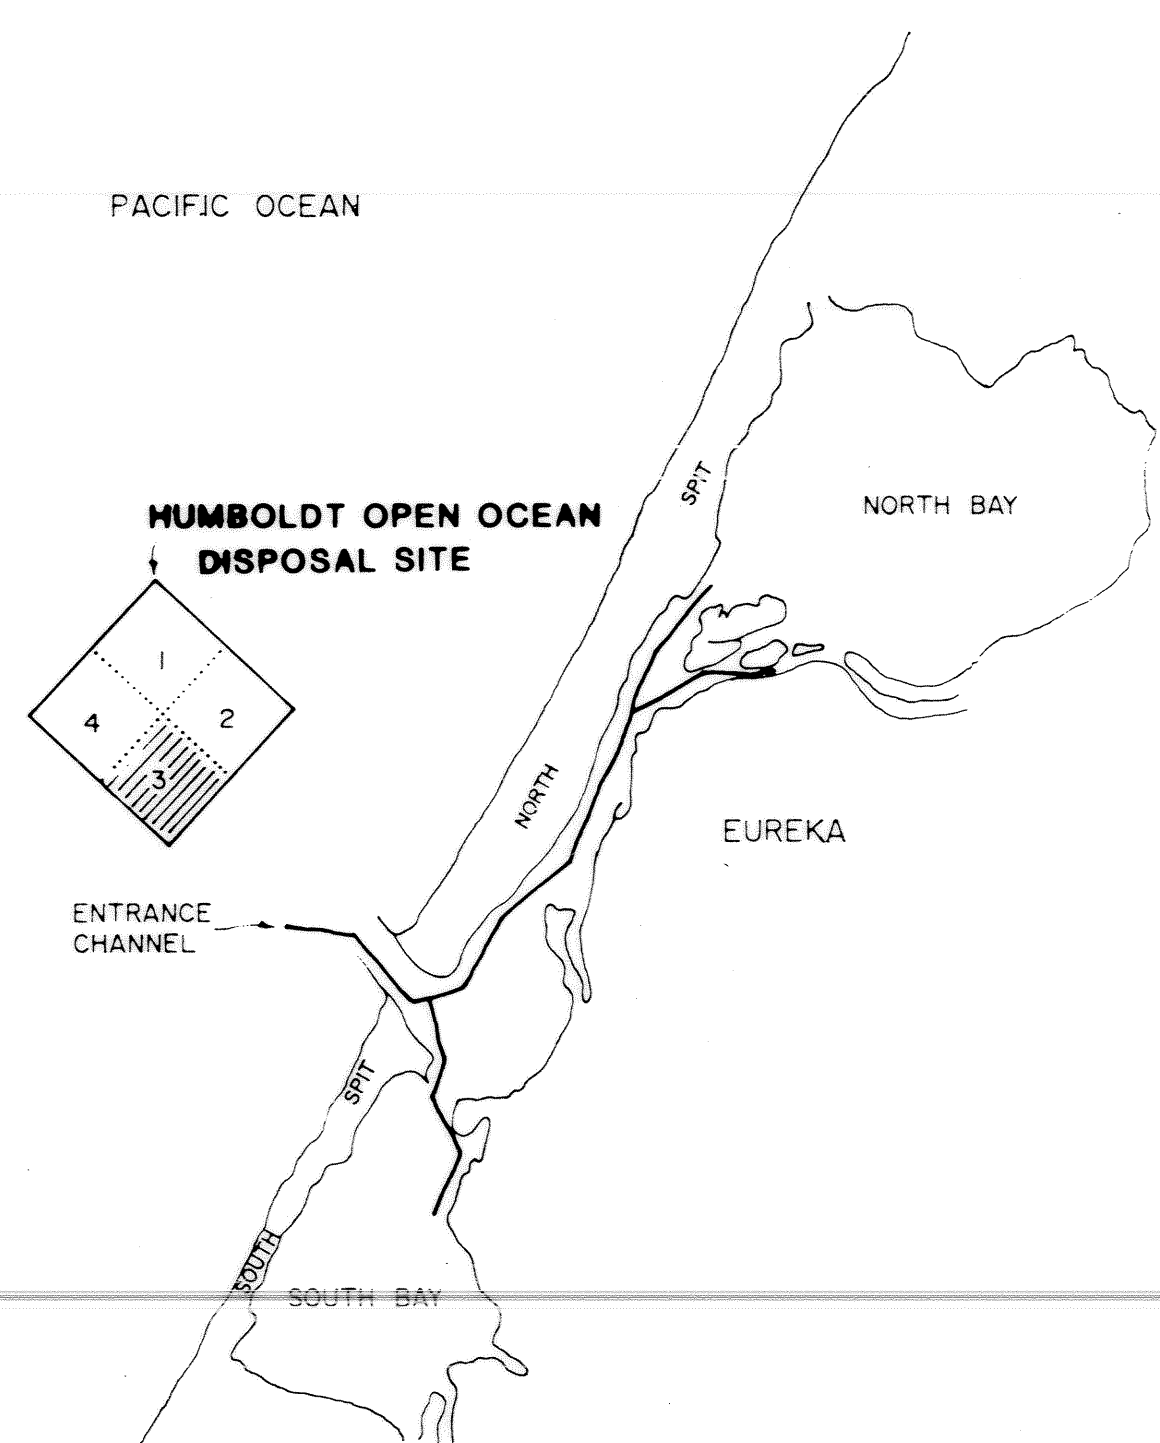 PACIFIC OCEAN
SPIT
NORTH BAY
HUMBOLDT OPEN OCEAN
DISPOSAL SITE
1
4
2
3
NORTH
EUREKA
ENTRANCE
CHANNEL
SPIT
SOUTH
SOUTH BAY